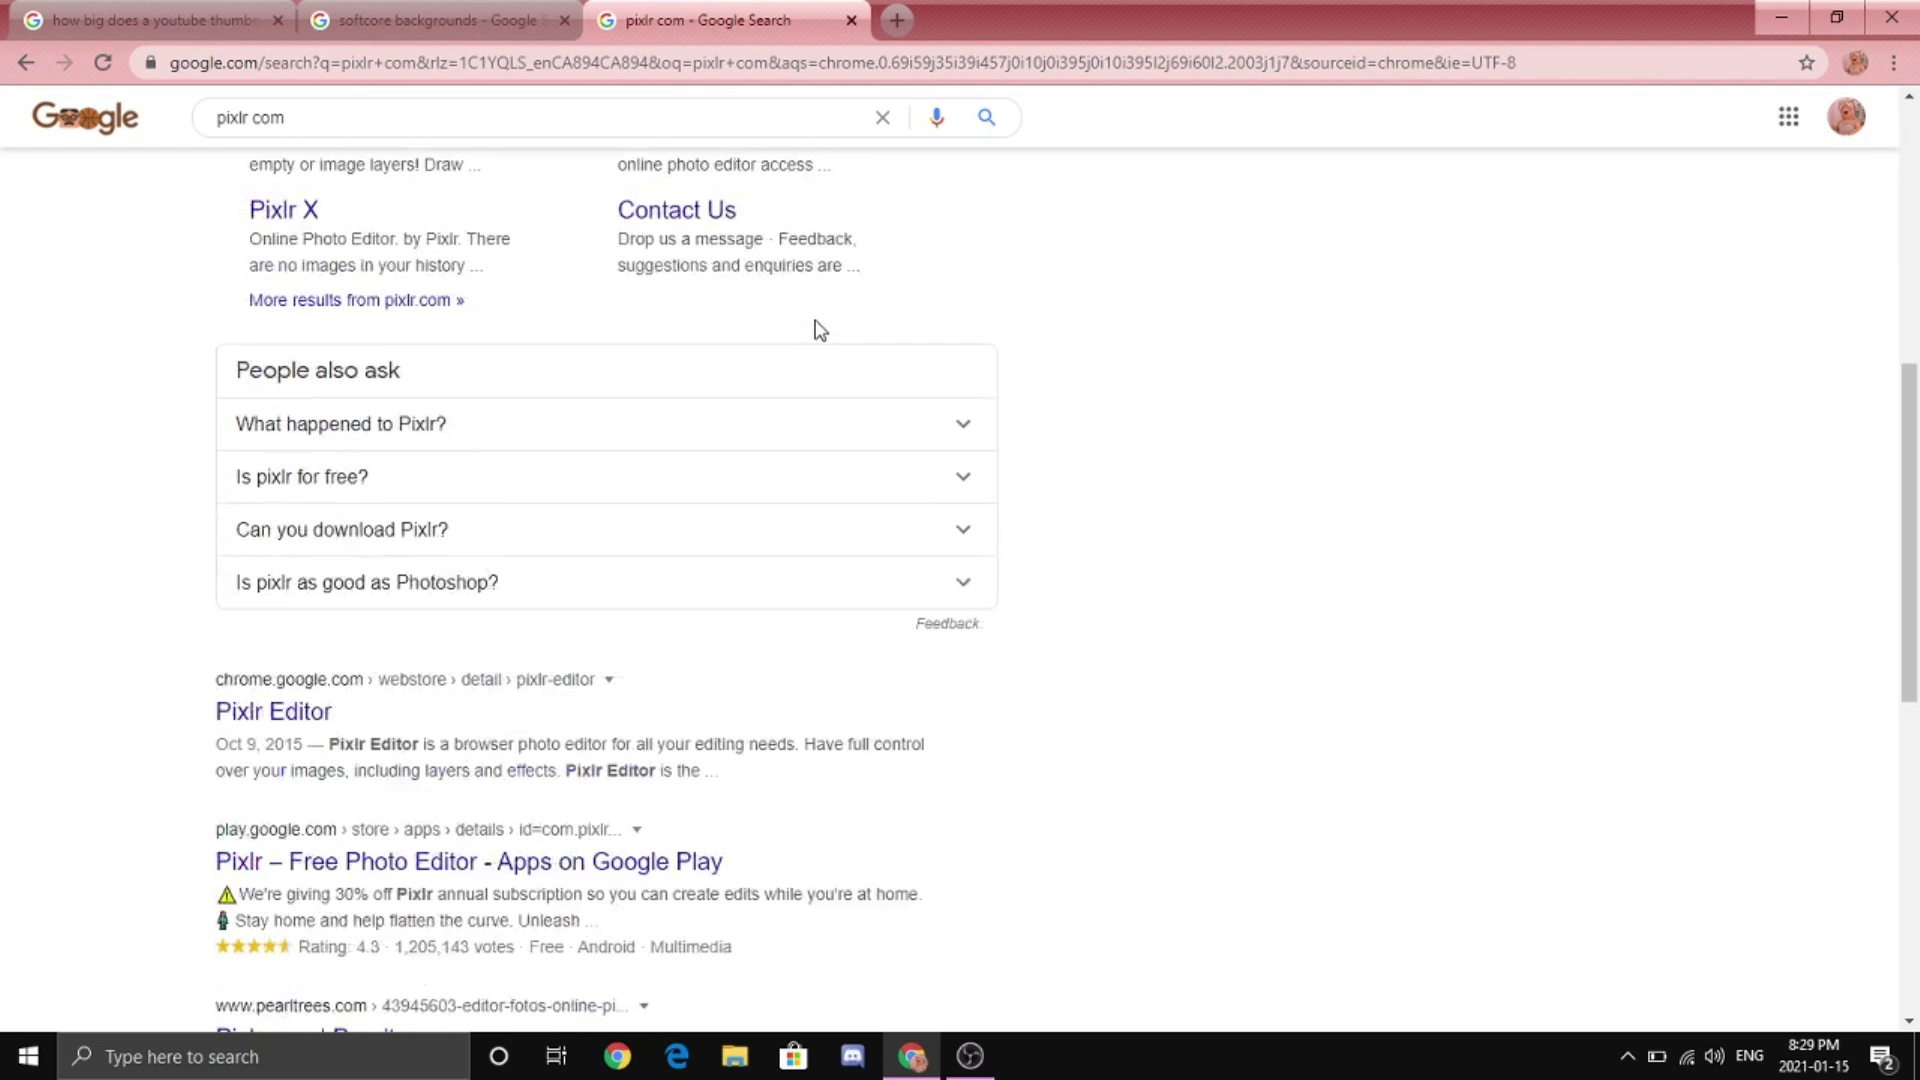 how big does a youtube thumbn
softcore backgrounds - Google S
pixlr com - Google Search
google.com/search?q=pixlr+com&rlz=1C1YQLS_enCA894CA894&oq=pixlr+com&aqs=chrome.0.69i59j35i39i457j0i10j0i395j0i10i395l2j69i60l2.2003j1j7&sourceid=chrome&ie=UTF-8
Google
pixlr com
empty or image layers! Draw ...
online photo editor access ...
Pixlr X
Contact Us
Online Photo Editor. by Pixlr. There
Drop us a message · Feedback,
are no images in your history ...
suggestions and enquiries are ...
More results from pixlr.com »
People also ask
What happened to Pixlr?
Is pixlr for free?
Can you download Pixlr?
Is pixlr as good as Photoshop?
Feedback
chrome.google.com › webstore › detail › pixlr-editor
Pixlr Editor
Oct 9, 2015 — Pixlr Editor is a browser photo editor for all your editing needs. Have full control
over your images, including layers and effects. Pixlr Editor is the ...
play.google.com › store › apps › details › id=com.pixlr...
Pixlr – Free Photo Editor - Apps on Google Play
We're giving 30% off Pixlr annual subscription so you can create edits while you're at home.
Stay home and help flatten the curve. Unleash ...
Rating: 4.3 · 1,205,143 votes · Free · Android · Multimedia
www.pearltrees.com › 43945603-editor-fotos-online-pi...
Type here to search
ENG
8:29 PM
2021-01-15
2